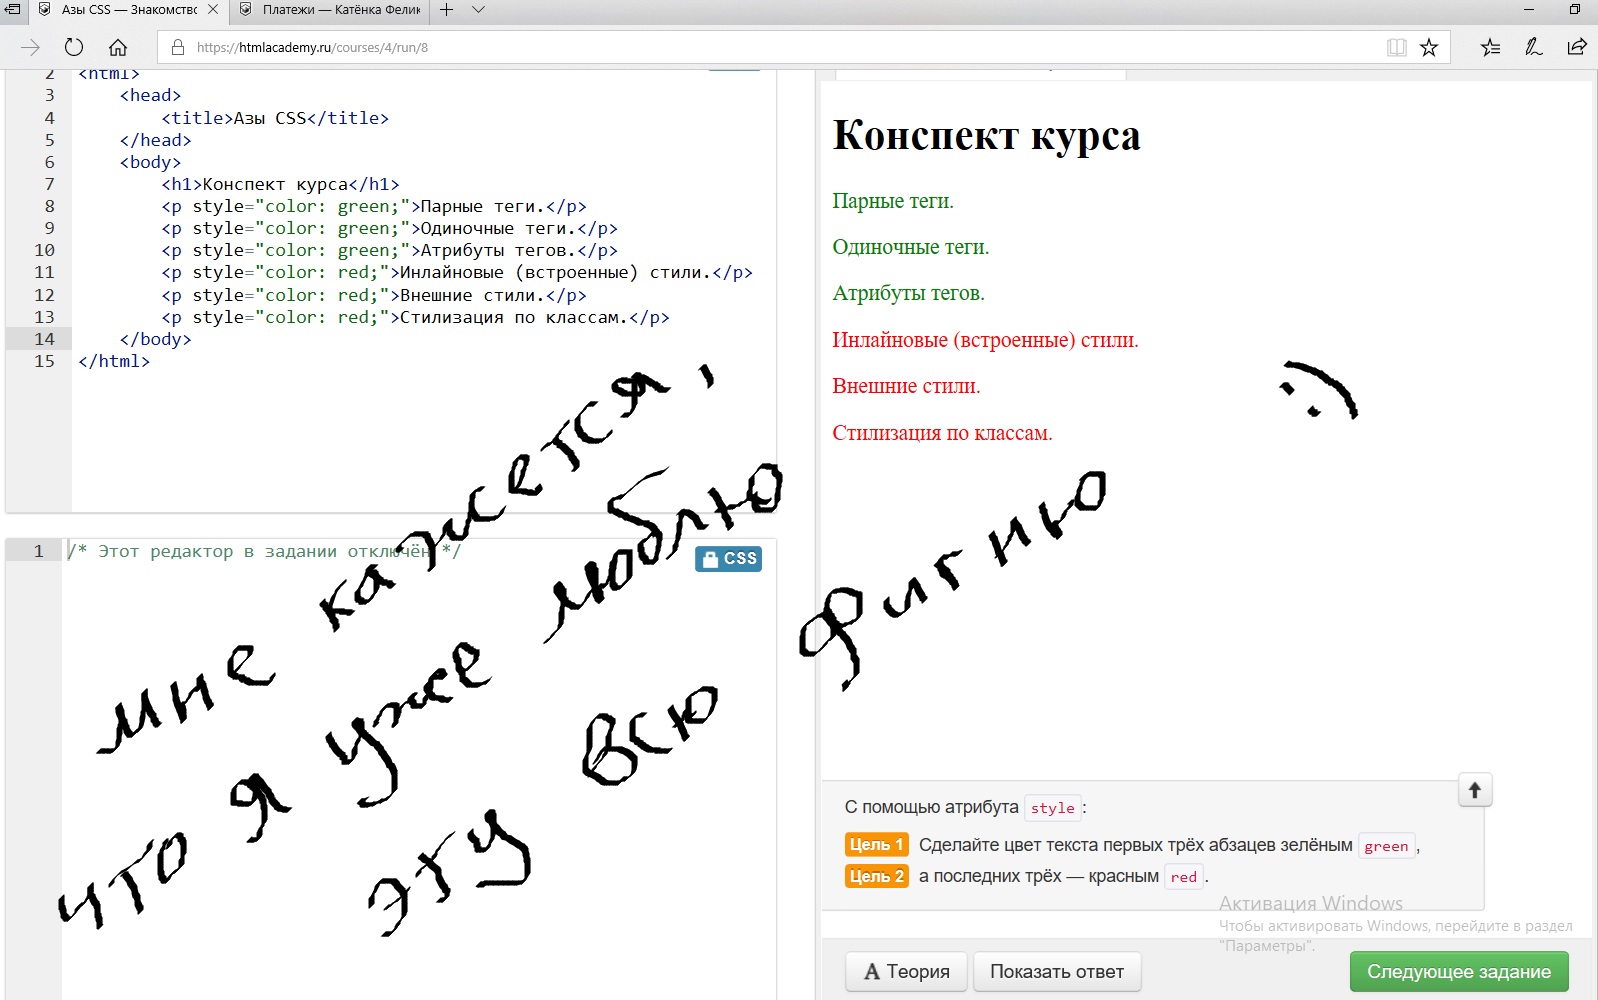 Азы CSS — Знакомство
Платежи — Катёнка Фелик
https://htmlacademy.ru/courses/4/run/8
2 <html>
3 <head>
4 <title>Азы CSS</title>
5 </head>
6 <body>
7 <h1>Конспект курса</h1>
8 <p style="color: green;">Парные теги.</p>
9 <p style="color: green;">Одиночные теги.</p>
10 <p style="color: green;">Атрибуты тегов.</p>
11 <p style="color: red;">Инлайновые (встроенные) стили.</p>
12 <p style="color: red;">Внешние стили.</p>
13 <p style="color: red;">Стилизация по классам.</p>
14 </body>
15 </html>
1 /* Этот редактор в задании отключён */
CSS
мне кажется,
что я уже люблю
эту всю фигню
:)
Конспект курса
Парные теги.
Одиночные теги.
Атрибуты тегов.
Инлайновые (встроенные) стили.
Внешние стили.
Стилизация по классам.
С помощью атрибута style:
Цель 1 Сделайте цвет текста первых трёх абзацев зелёным green,
Цель 2 а последних трёх — красным red.
Активация Windows
Чтобы активировать Windows, перейдите в раздел
"Параметры".
Теория
Показать ответ
Следующее задание